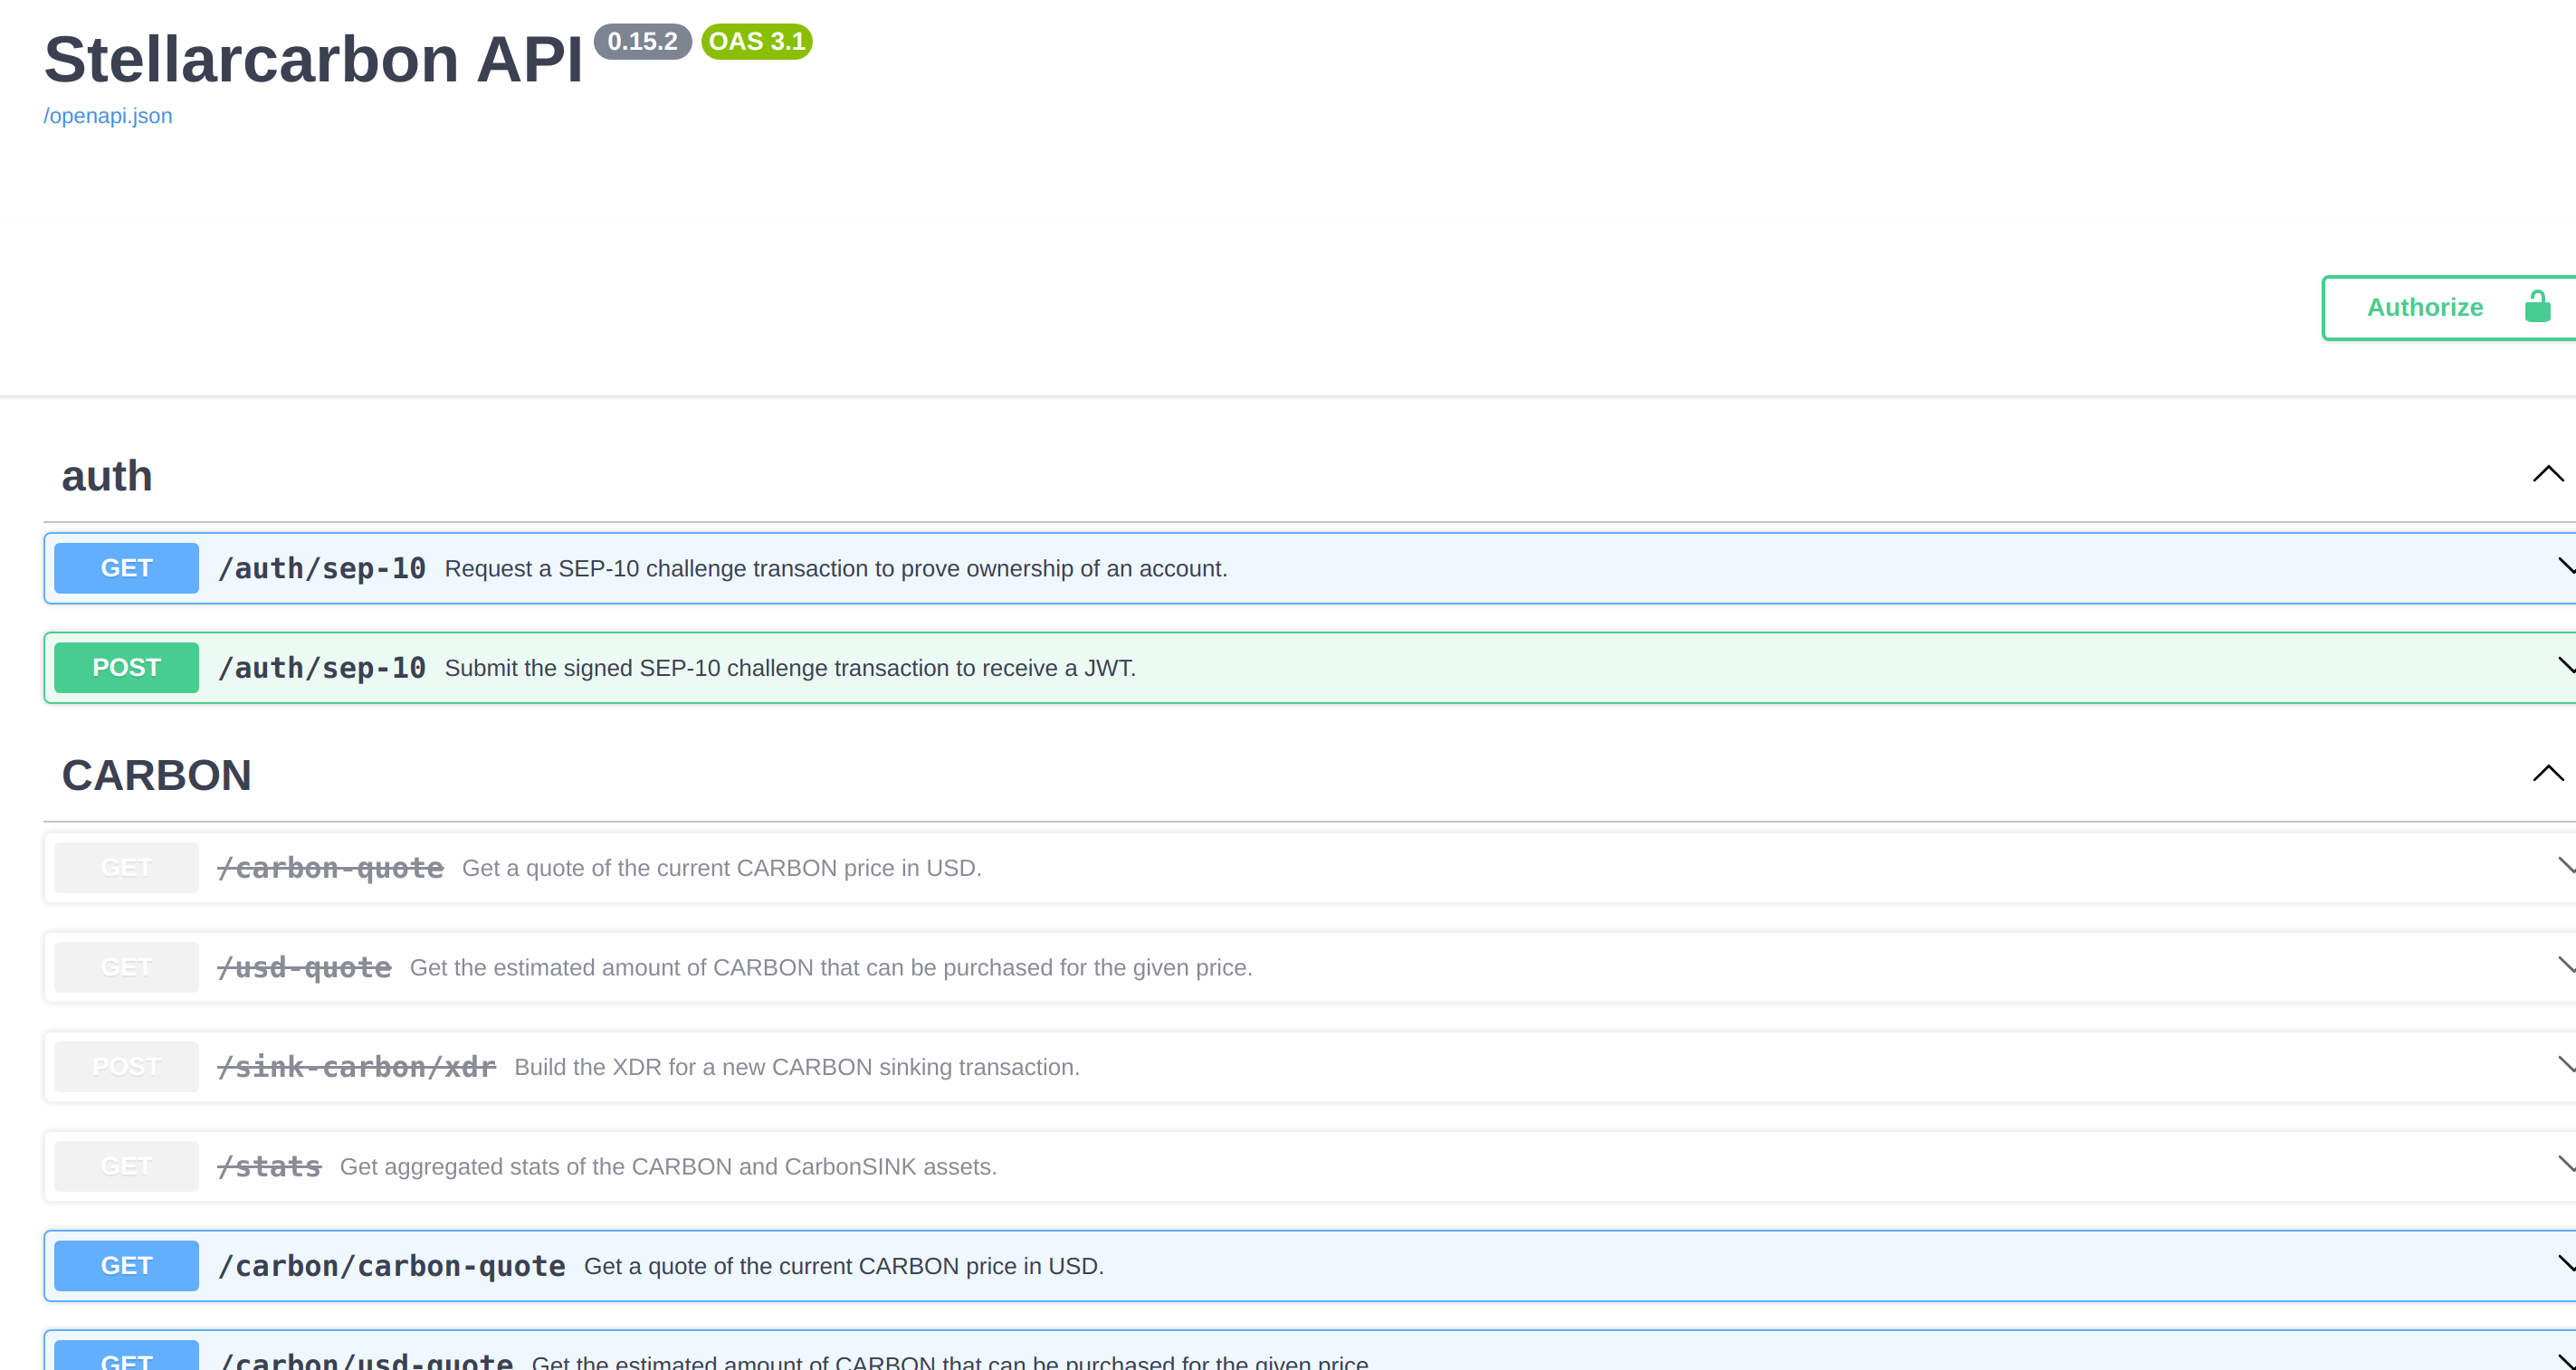 Stellarcarbon API 0.15.2 OAS 3.1
/openapi.json
Authorize
auth
GET /auth/sep-10 Request a SEP-10 challenge transaction to prove ownership of an account.
POST /auth/sep-10 Submit the signed SEP-10 challenge transaction to receive a JWT.
CARBON
GET /carbon-quote Get a quote of the current CARBON price in USD.
GET /usd-quote Get the estimated amount of CARBON that can be purchased for the given price.
POST /sink-carbon/xdr Build the XDR for a new CARBON sinking transaction.
GET /stats Get aggregated stats of the CARBON and CarbonSINK assets.
GET /carbon/carbon-quote Get a quote of the current CARBON price in USD.
GET /carbon/usd-quote Get the estimated amount of CARBON that can be purchased for the given price.